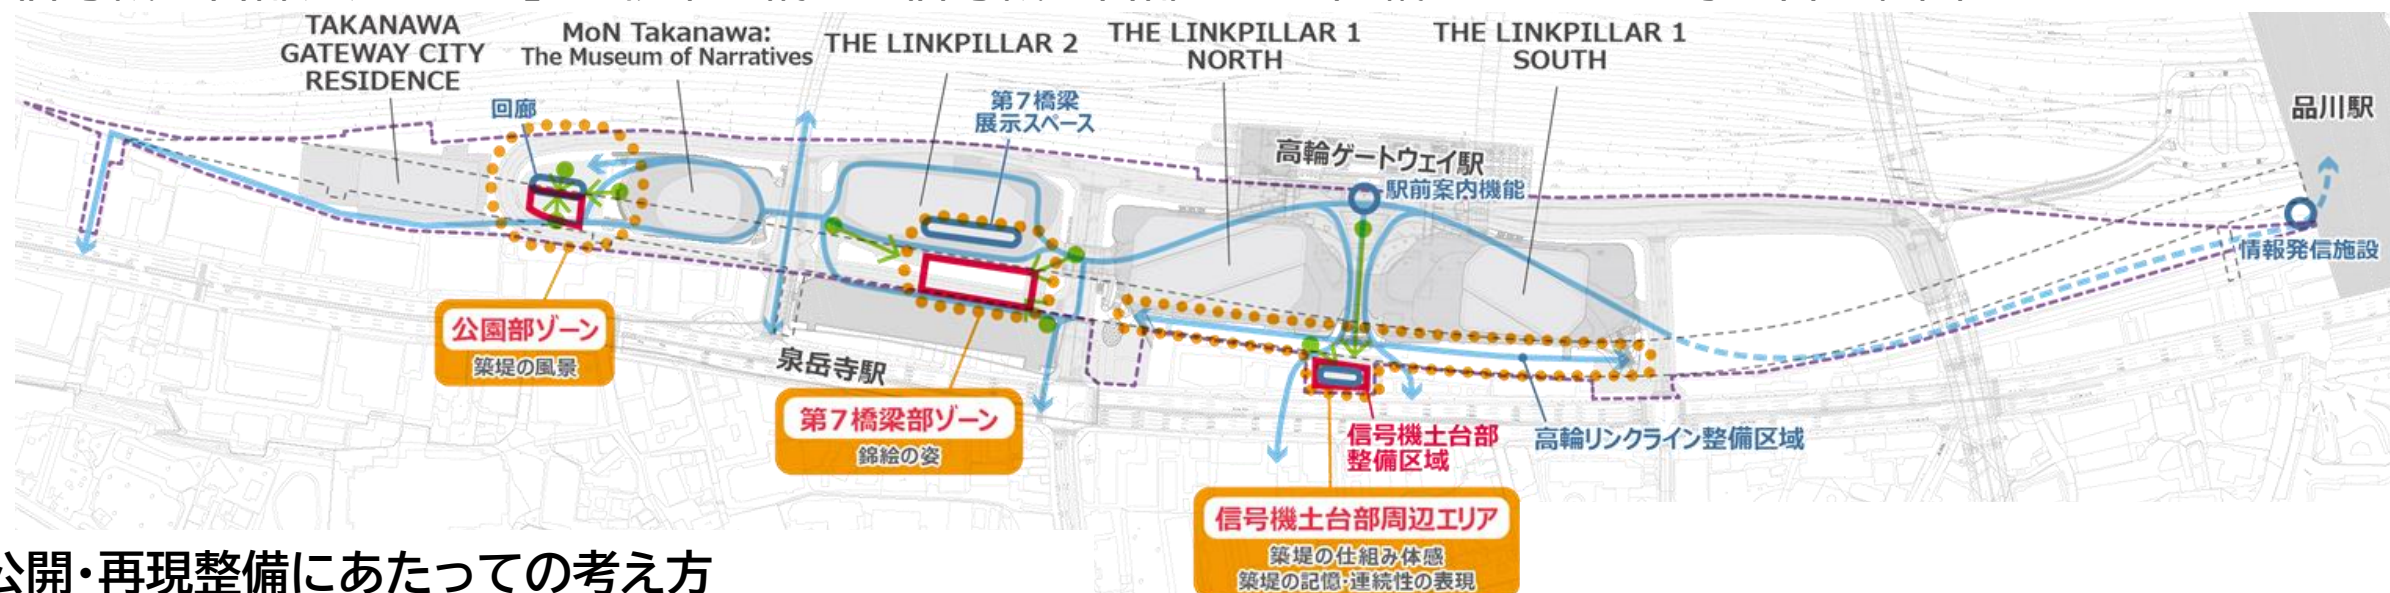 TAKANAWA
GATEWAY CITY
RESIDENCE
MoN Takanawa:
The Museum of Narratives
THE LINKPILLAR 2
THE LINKPILLAR 1
NORTH
THE LINKPILLAR 1
SOUTH
回廊
第7橋梁
展示スペース
高輪ゲートウェイ駅
駅前案内機能
品川駅
情報発信施設
公園部ゾーン
築堤の風景
泉岳寺駅
第7橋梁部ゾーン
錦絵の姿
信号機土台部
整備区域
高輪リンクライン整備区域
信号機土台部周辺エリア
築堤の仕組み体感
築堤の記憶・連続性の表現
公開・再現整備にあたっての考え方